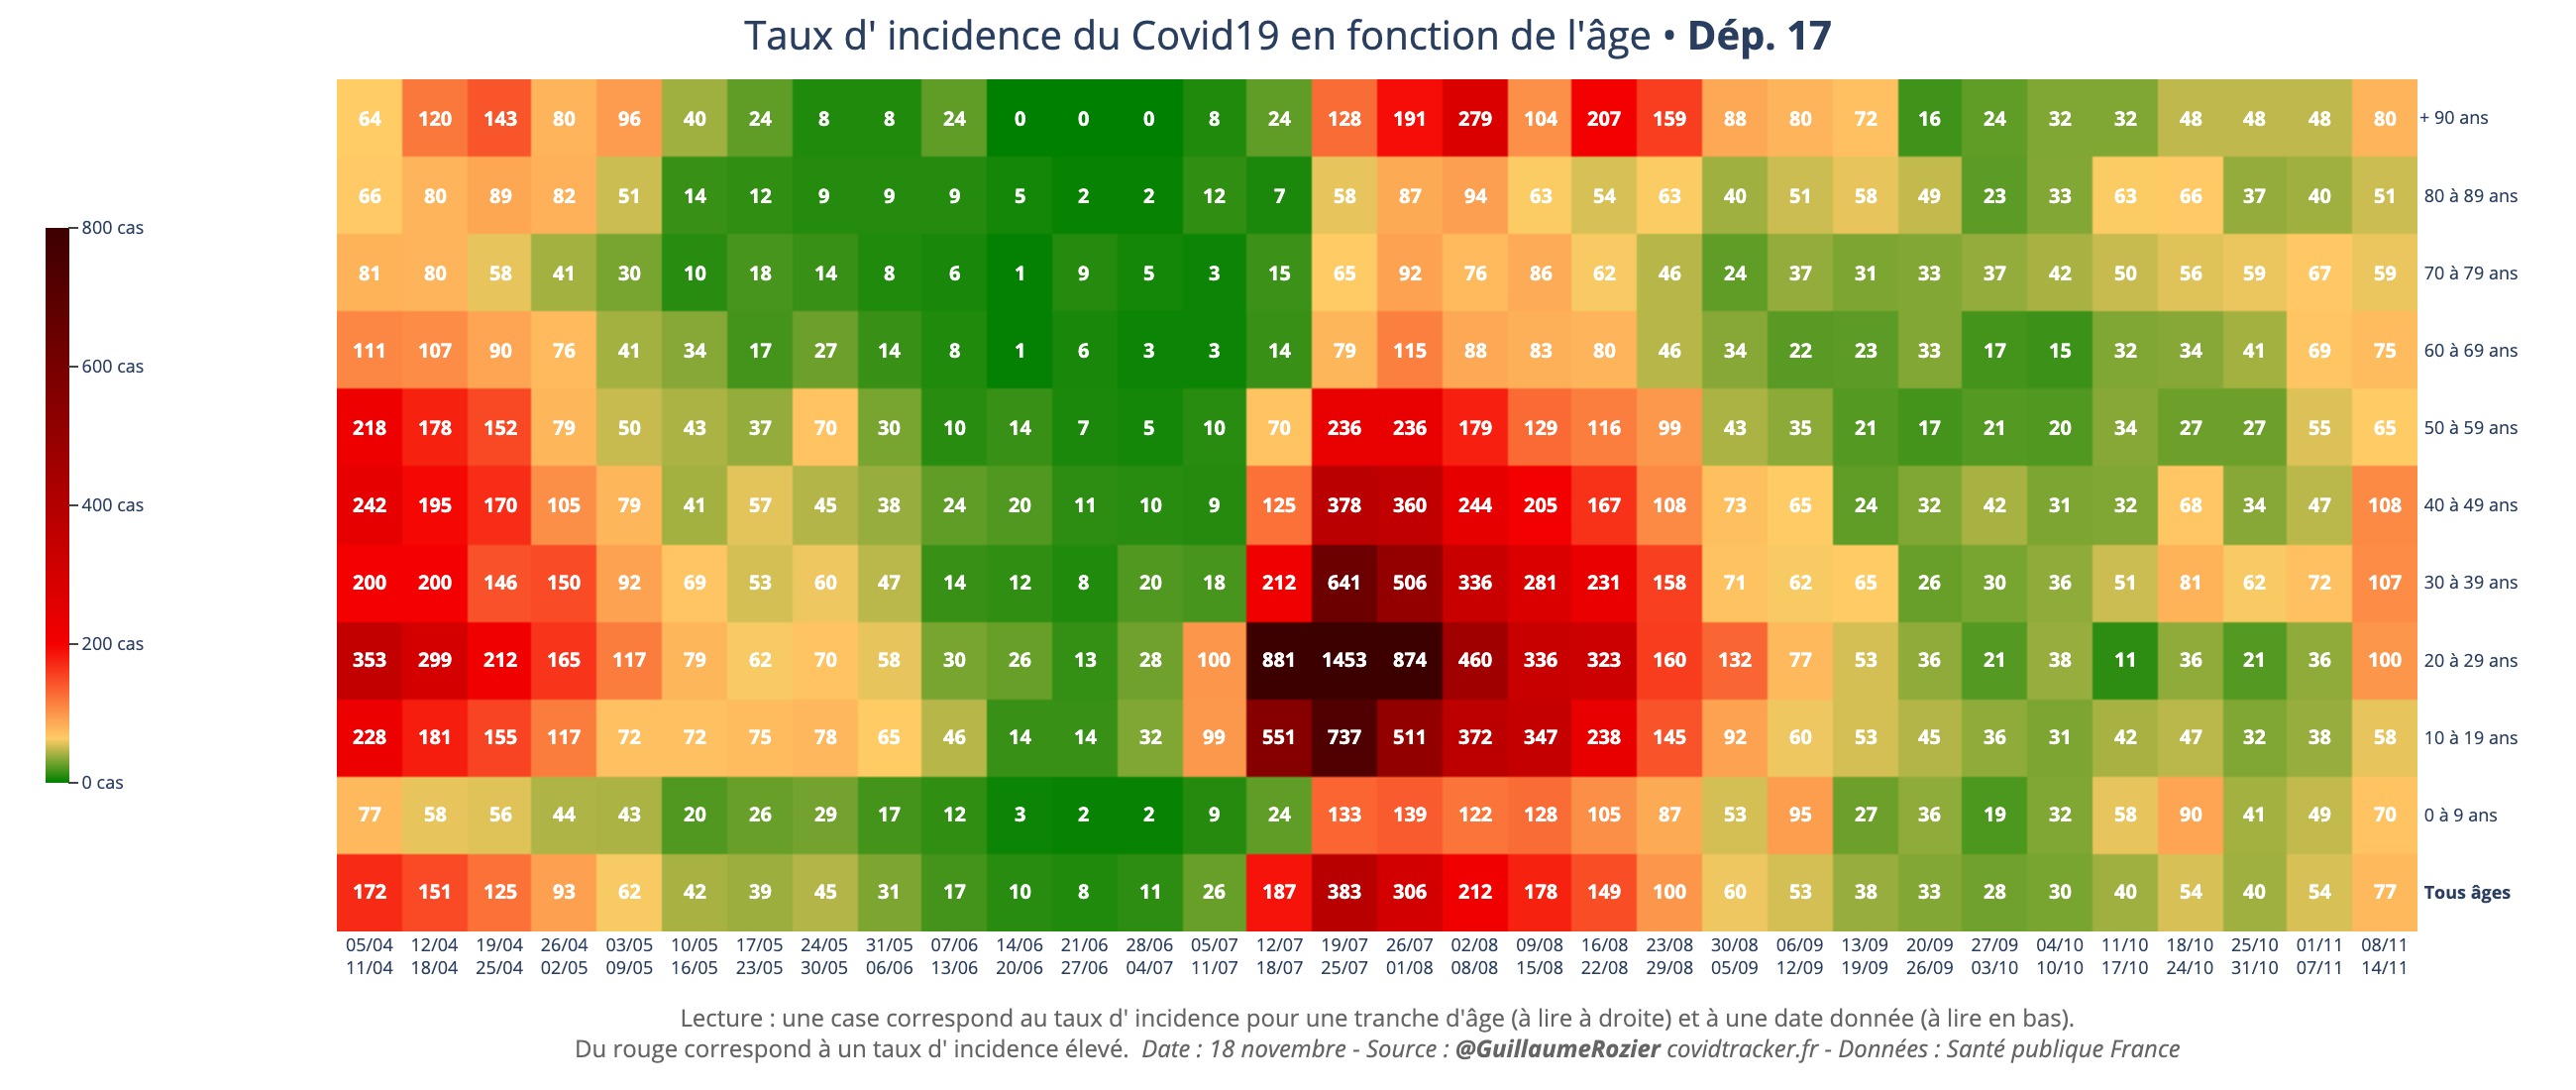 Taux d' incidence du Covid19 en fonction de l'âge • Dép. 17
800 cas
600 cas
400 cas
200 cas
0 cas
64 120 143 80 96 40 24 8 8 24 0 0 0 8 24 128 191 279 104 207 159 88 80 72 16 24 32 32 48 48 48 80 + 90 ans
66 80 89 82 51 14 12 9 9 9 5 2 2 12 7 58 87 94 63 54 63 40 51 58 49 23 33 63 66 37 40 51 80 à 89 ans
81 80 58 41 30 10 18 14 8 6 1 9 5 3 15 65 92 76 86 62 46 24 37 31 33 37 42 50 56 59 67 59 70 à 79 ans
111 107 90 76 41 34 17 27 14 8 1 6 3 3 14 79 115 88 83 80 46 34 22 23 33 17 15 32 34 41 69 75 60 à 69 ans
218 178 152 79 50 43 37 70 30 10 14 7 5 10 70 236 236 179 129 116 99 43 35 21 17 21 20 34 27 27 55 65 50 à 59 ans
242 195 170 105 79 41 57 45 38 24 20 11 10 9 125 378 360 244 205 167 108 73 65 24 32 42 31 32 68 34 47 108 40 à 49 ans
200 200 146 150 92 69 53 60 47 14 12 8 20 18 212 641 506 336 281 231 158 71 62 65 26 30 36 51 81 62 72 107 30 à 39 ans
353 299 212 165 117 79 62 70 58 30 26 13 28 100 881 1453 874 460 336 323 160 132 77 53 36 21 38 11 36 21 36 100 20 à 29 ans
228 181 155 117 72 72 75 78 65 46 14 14 32 99 551 737 511 372 347 238 145 92 60 53 45 36 31 42 47 32 38 58 10 à 19 ans
77 58 56 44 43 20 26 29 17 12 3 2 2 9 24 133 139 122 128 105 87 53 95 27 36 19 32 58 90 41 49 70 0 à 9 ans
172 151 125 93 62 42 39 45 31 17 10 8 11 26 187 383 306 212 178 149 100 60 53 38 33 28 30 40 54 40 54 77 Tous âges
05/04 12/04 19/04 26/04 03/05 10/05 17/05 24/05 31/05 07/06 14/06 21/06 28/06 05/07 12/07 19/07 26/07 02/08 09/08 16/08 23/08 30/08 06/09 13/09 20/09 27/09 04/10 11/10 18/10 25/10 01/11 08/11
11/04 18/04 25/04 02/05 09/05 16/05 23/05 30/05 06/06 13/06 20/06 27/06 04/07 11/07 18/07 25/07 01/08 08/08 15/08 22/08 29/08 05/09 12/09 19/09 26/09 03/10 10/10 17/10 24/10 31/10 07/11 14/11
Lecture : une case correspond au taux d' incidence pour une tranche d'âge (à lire à droite) et à une date donnée (à lire en bas).
Du rouge correspond à un taux d' incidence élevé. Date : 18 novembre - Source : @GuillaumeRozier covidtracker.fr - Données : Santé publique France